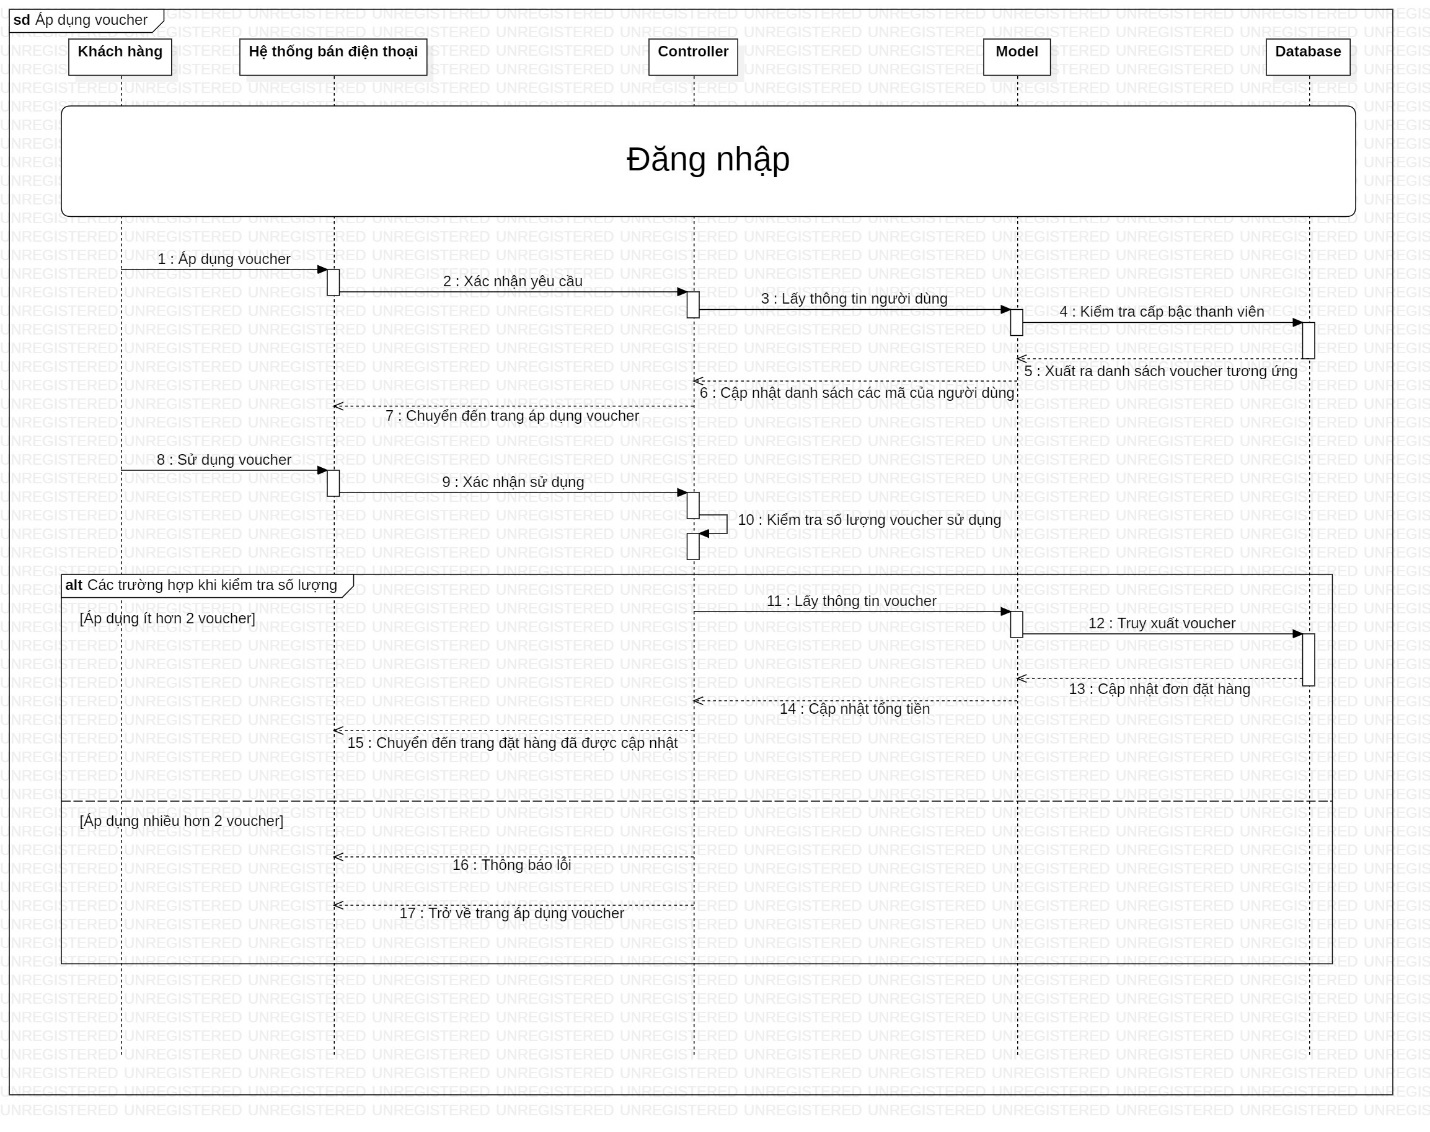 sd Áp dụng voucher
Khách hàng
Hệ thống bán điện thoại
Controller
Model
Database
Đăng nhập
1 : Áp dụng voucher
2 : Xác nhận yêu cầu
3 : Lấy thông tin người dùng
4 : Kiểm tra cấp bậc thanh viên
5 : Xuất ra danh sách voucher tương ứng
6 : Cập nhật danh sách các mã của người dùng
7 : Chuyển đến trang áp dụng voucher
8 : Sử dụng voucher
9 : Xác nhận sử dụng
10 : Kiểm tra số lượng voucher sử dụng
alt Các trường hợp khi kiểm tra số lượng
[Áp dụng ít hơn 2 voucher]
11 : Lấy thông tin voucher
12 : Truy xuất voucher
13 : Cập nhật đơn đặt hàng
14 : Cập nhật tổng tiền
15 : Chuyển đến trang đặt hàng đã được cập nhật
[Áp dụng nhiều hơn 2 voucher]
16 : Thông báo lỗi
17 : Trở về trang áp dụng voucher
UNREGISTERED